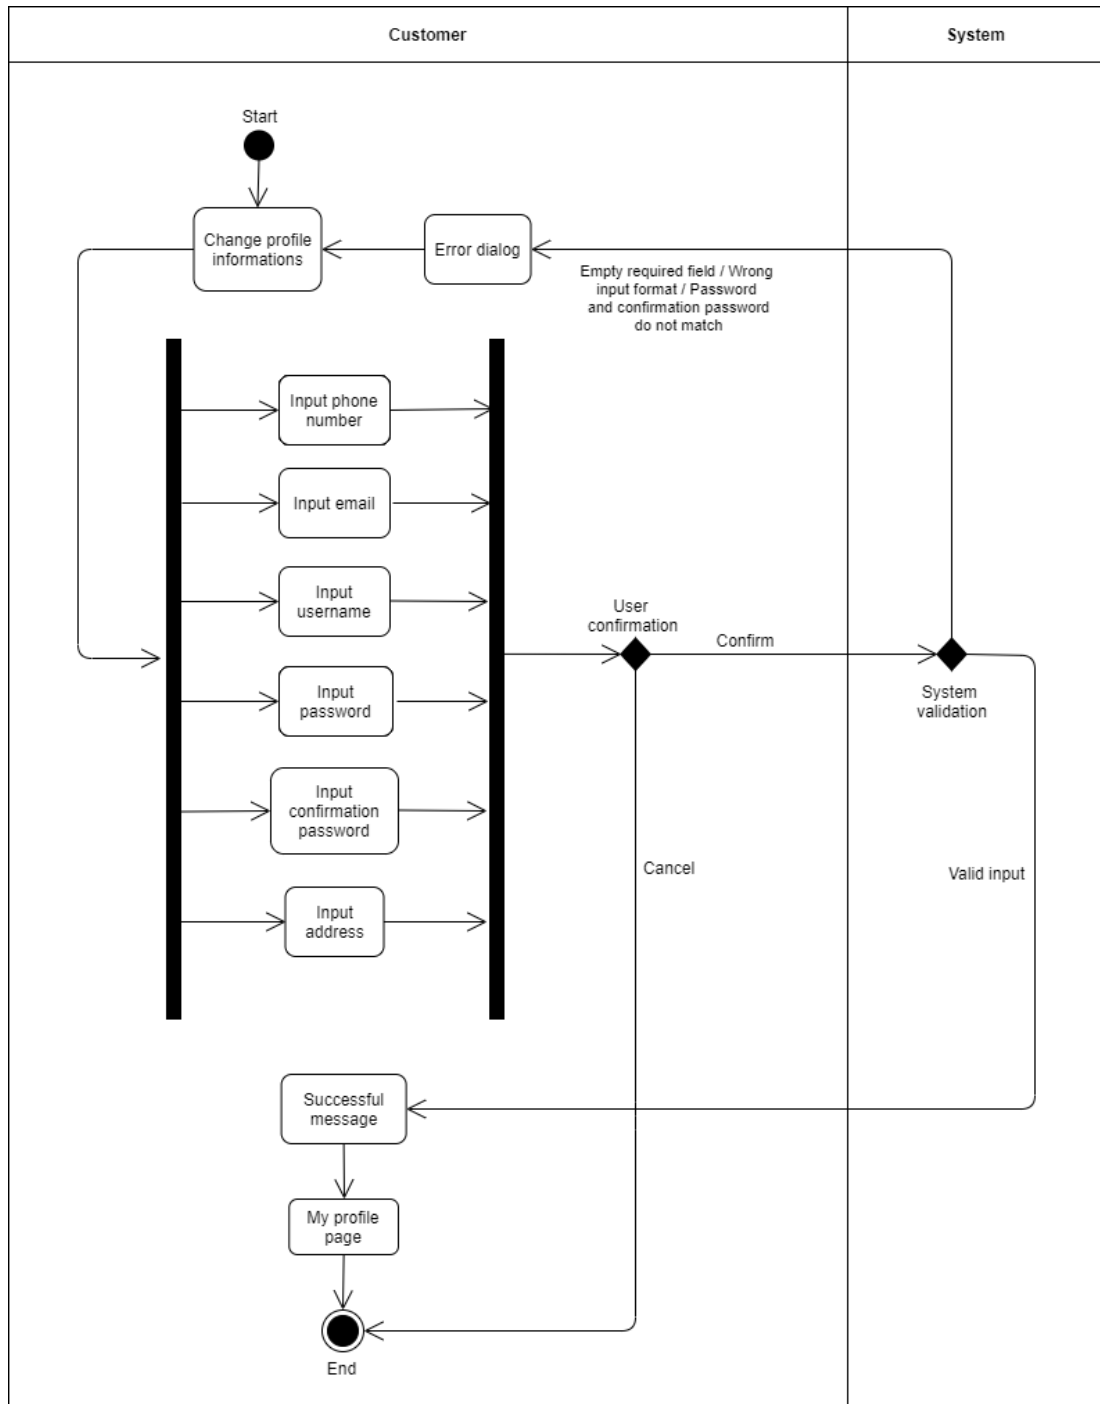 Customer
System
Start
Change profile
informations
Error dialog
Empty required field / Wrong
input format / Password
and confirmation password
do not match
Input phone
number
Input email
Input
username
User
confirmation
Confirm
Input
password
System
validation
Input
confirmation
password
Cancel
Valid input
Input
address
Successful
message
My profile
page
End